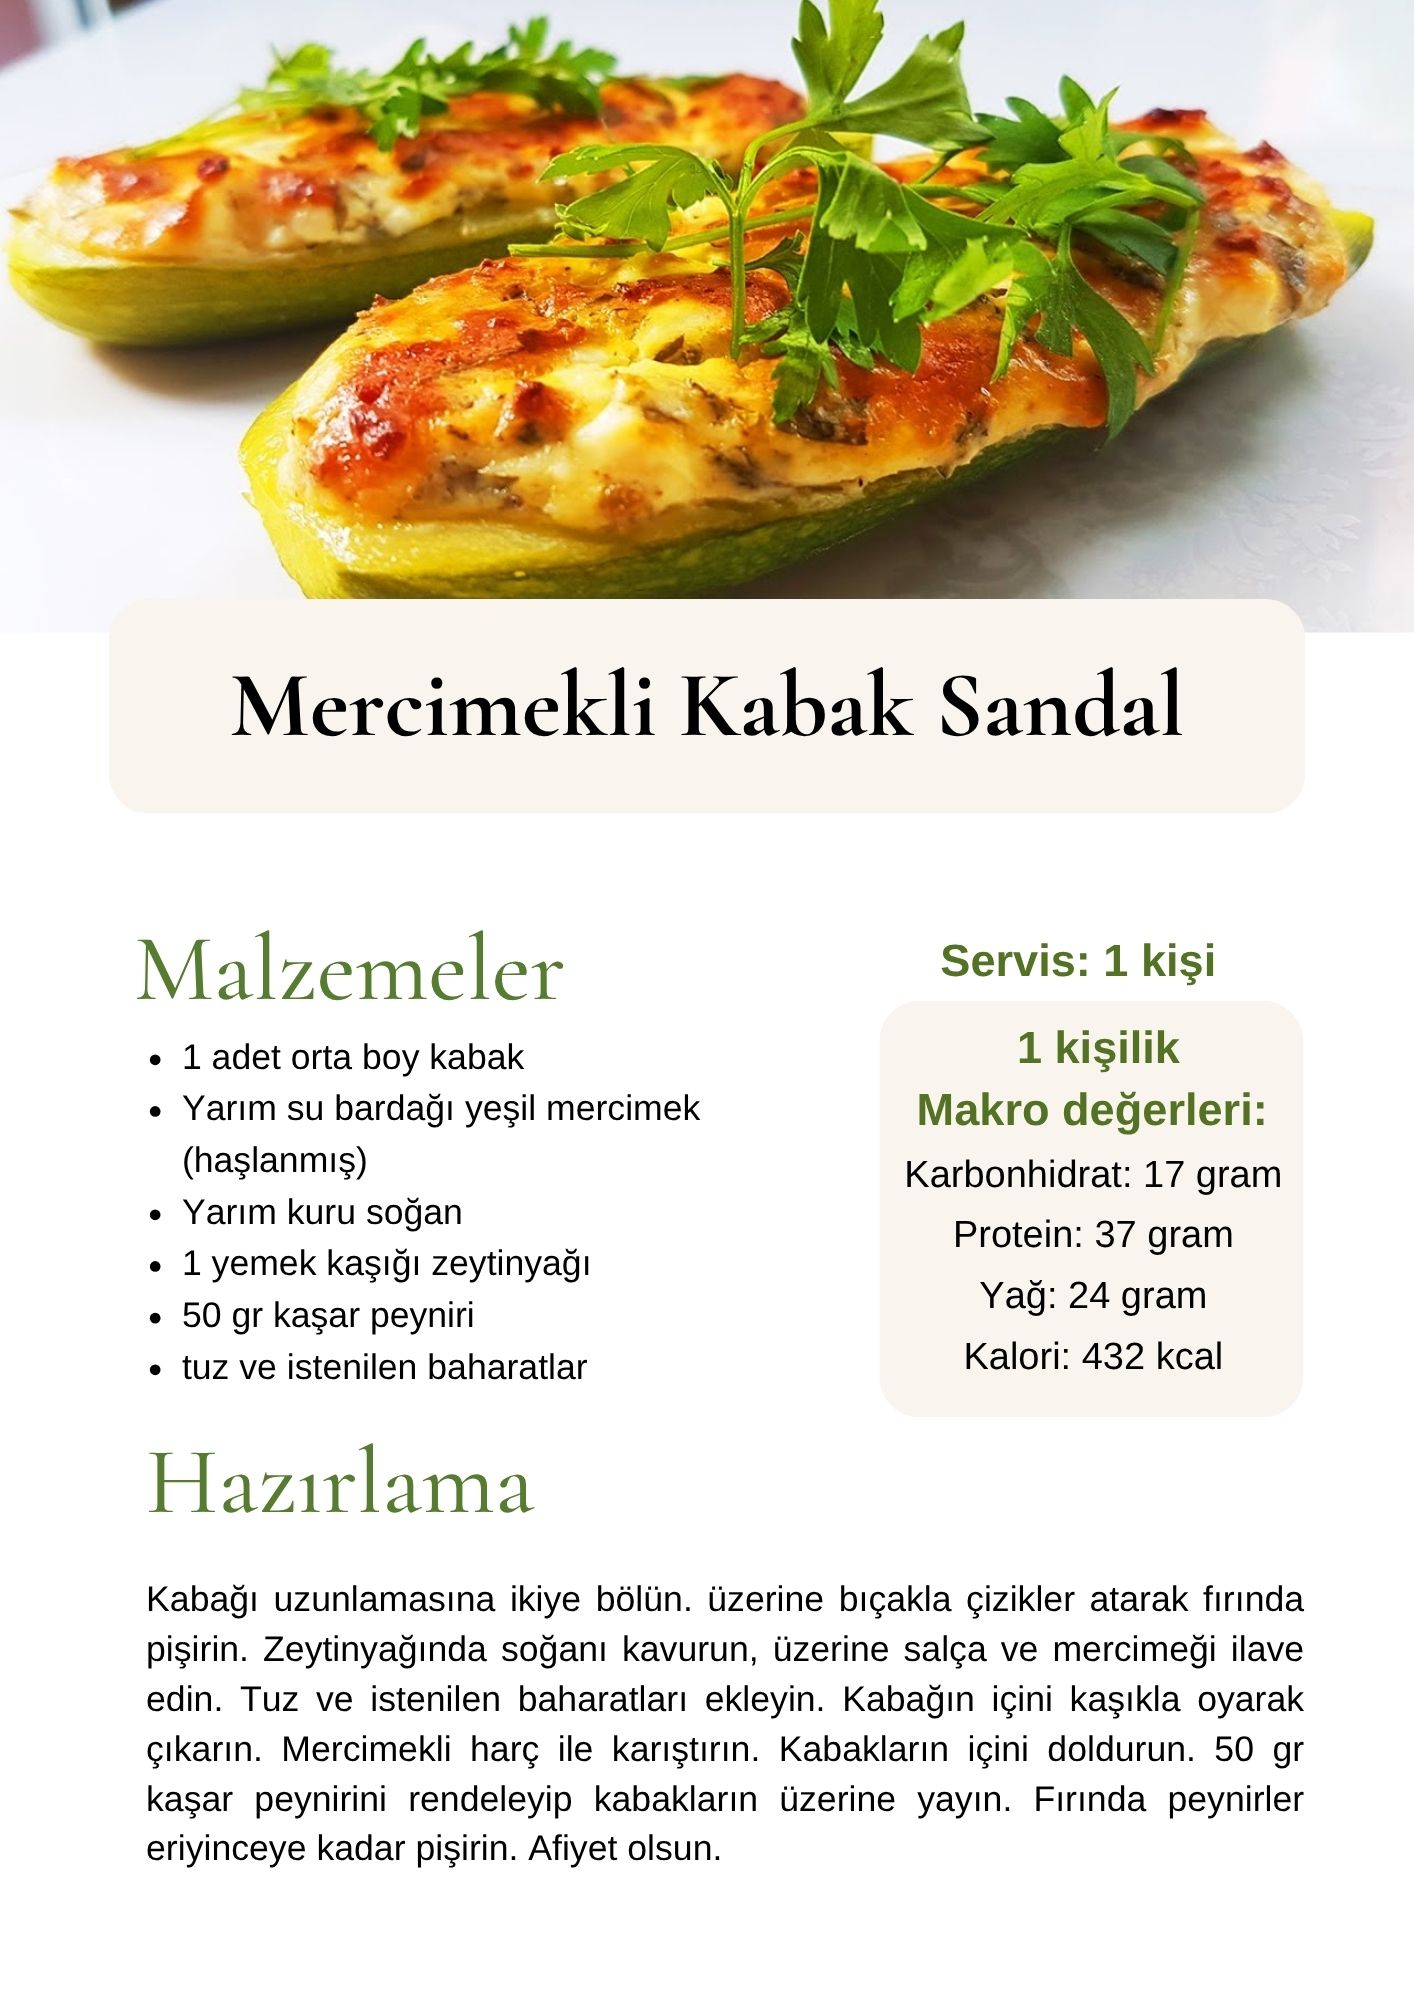 Mercimekli Kabak Sandal
Malzemeler
1 adet orta boy kabak
Yarım su bardağı yeşil mercimek
(haşlanmış)
Yarım kuru soğan
1 yemek kaşığı zeytinyağı
50 gr kaşar peyniri
tuz ve istenilen baharatlar
Servis: 1 kişi
1 kişilik
Makro değerleri:
Karbonhidrat: 17 gram
Protein: 37 gram
Yağ: 24 gram
Kalori: 432 kcal
Hazırlama
Kabağı uzunlamasına ikiye bölün. üzerine bıçakla çizikler atarak fırında
pişirin. Zeytinyağında soğanı kavurun, üzerine salça ve mercimeği ilave
edin. Tuz ve istenilen baharatları ekleyin. Kabağın içini kaşıkla oyarak
çıkarın. Mercimekli harç ile karıştırın. Kabakların içini doldurun. 50 gr
kaşar peynirini rendeleyip kabakların üzerine yayın. Fırında peynirler
eriyinceye kadar pişirin. Afiyet olsun.